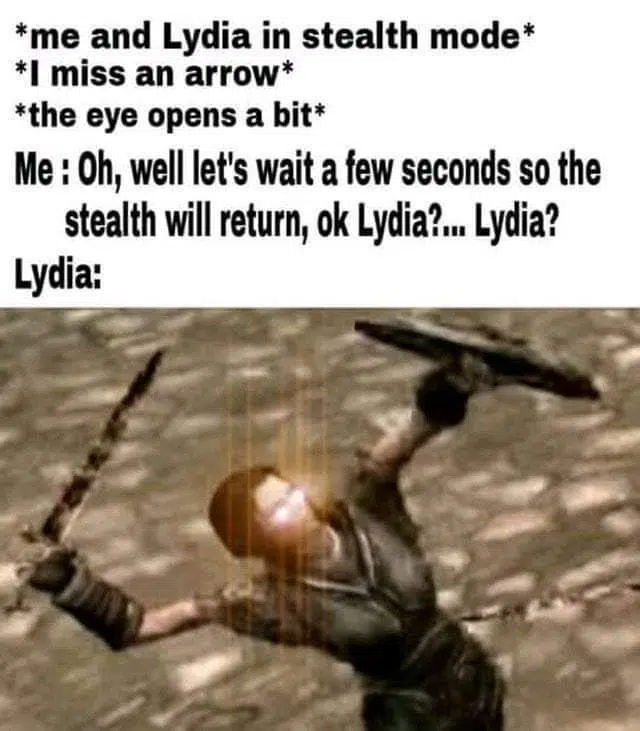 *me and Lydia in stealth mode*
*I miss an arrow*
*the eye opens a bit*
Me : Oh, well let's wait a few seconds so the
stealth will return, ok Lydia?... Lydia?
Lydia: